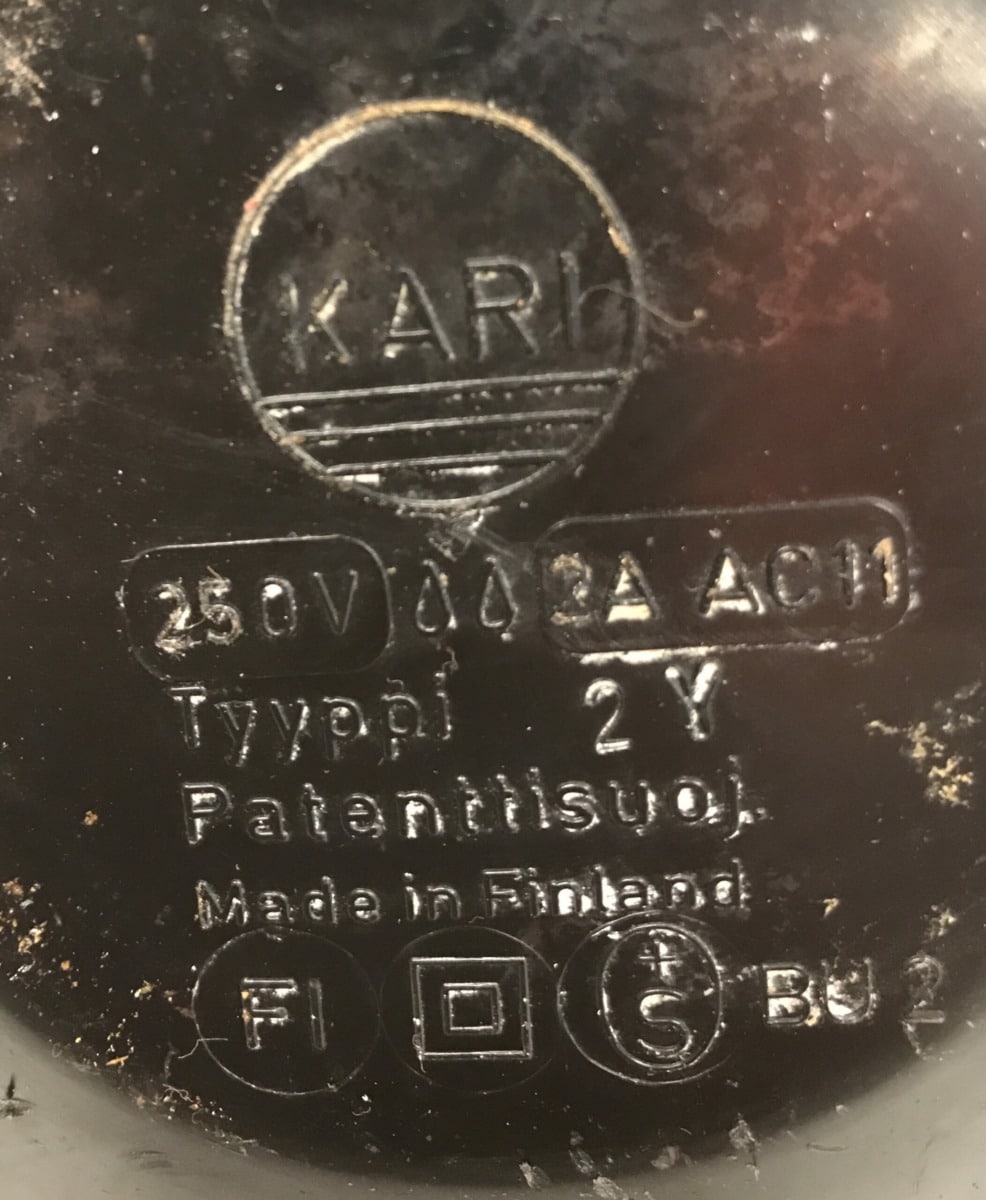 KARI
250V 2A AC11
Tyyppi 2 Y
Patenttisuoj.
Made in Finland
FI +S BU 2